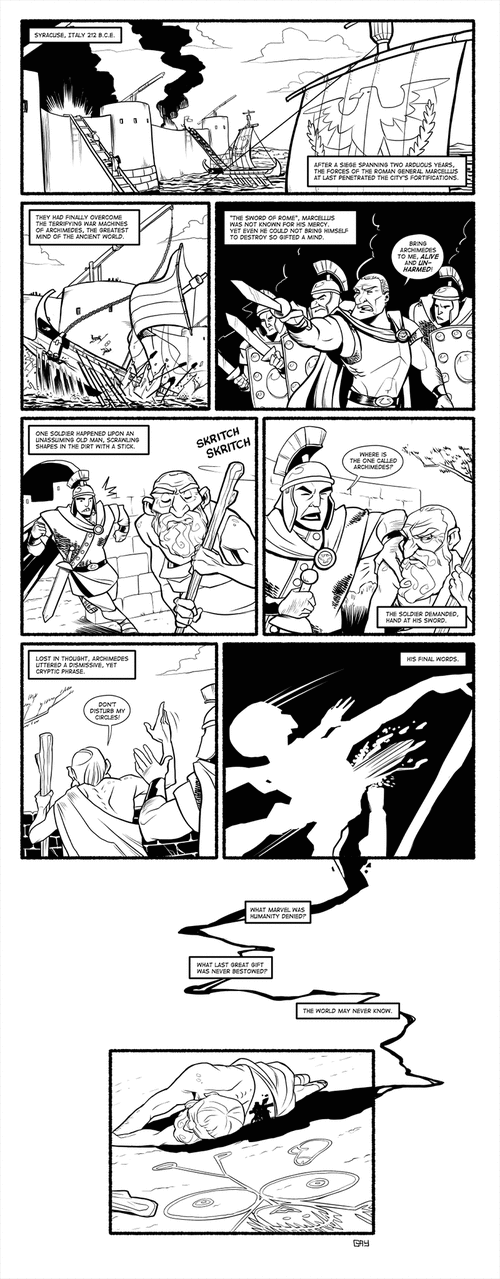 SYRACUSE, ITALY 212 B.C.E.
AFTER A SIEGE SPANNING TWO ARDUOUS YEARS,
THE FORCES OF THE ROMAN GENERAL MARCELLUS
AT LAST PENETRATED THE CITY'S FORTIFICATIONS.
THEY HAD FINALLY OVERCOME
THE TERRIFYING WAR MACHINES
OF ARCHIMEDES, THE GREATEST
MIND OF THE ANCIENT WORLD.
"THE SWORD OF ROME", MARCELLUS
WAS NOT KNOWN FOR HIS MERCY.
YET EVEN HE COULD NOT BRING HIMSELF
TO DESTROY SO GIFTED A MIND.
BRING
ARCHIMEDES
TO ME, ALIVE
AND UN-
HARMED!
ONE SOLDIER HAPPENED UPON AN
UNASSUMING OLD MAN, SCRAWLING
SHAPES IN THE DIRT WITH A STICK.
SKRITCH
SKRITCH
WHERE IS
THE ONE CALLED
ARCHIMEDES?
THE SOLDIER DEMANDED,
HAND AT HIS SWORD.
LOST IN THOUGHT, ARCHIMEDES
UTTERED A DISMISSIVE, YET
CRYPTIC PHRASE.
DON'T
DISTURB MY
CIRCLES!
HIS FINAL WORDS.
WHAT MARVEL WAS
HUMANITY DENIED?
WHAT LAST GREAT GIFT
WAS NEVER BESTOWED?
THE WORLD MAY NEVER KNOW.
GAY